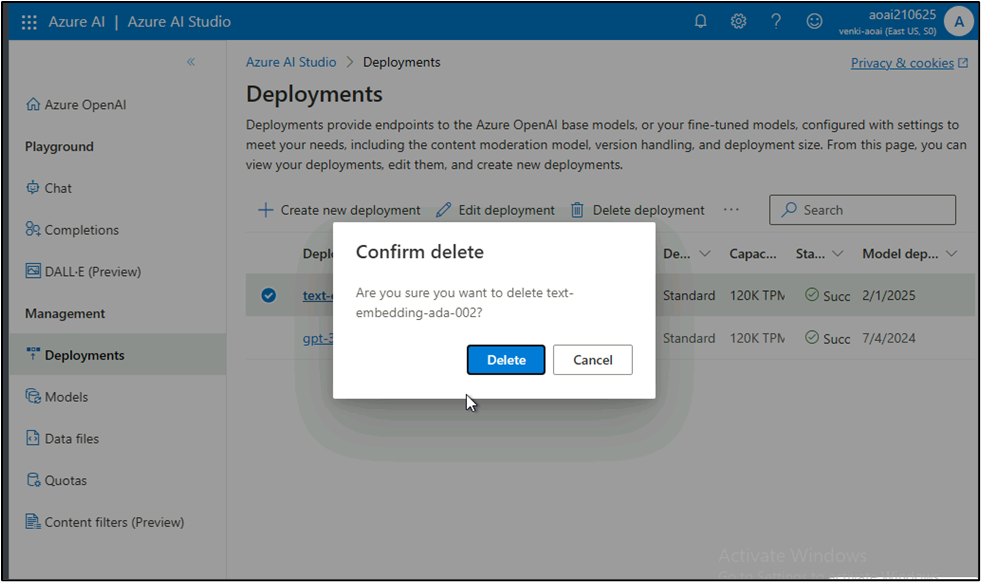 Azure AI | Azure AI Studio
aoai210625
venki-aoai (East US, S0)
A
Azure AI Studio > Deployments
Privacy & cookies
Deployments
Deployments provide endpoints to the Azure OpenAI base models, or your fine-tuned models, configured with settings to
meet your needs, including the content moderation model, version handling, and deployment size. From this page, you can
view your deployments, edit them, and create new deployments.
Azure OpenAI
Playground
Chat
Completions
DALL·E (Preview)
Management
Deployments
Models
Data files
Quotas
Content filters (Preview)
+ Create new deployment Edit deployment Delete deployment ··· Search
Deplo De... Capac... Sta... Model dep...
text-e Standard 120K TPM Succ 2/1/2025
gpt-3 Standard 120K TPM Succ 7/4/2024
Confirm delete
Are you sure you want to delete text-
embedding-ada-002?
Delete Cancel
Activate Windows